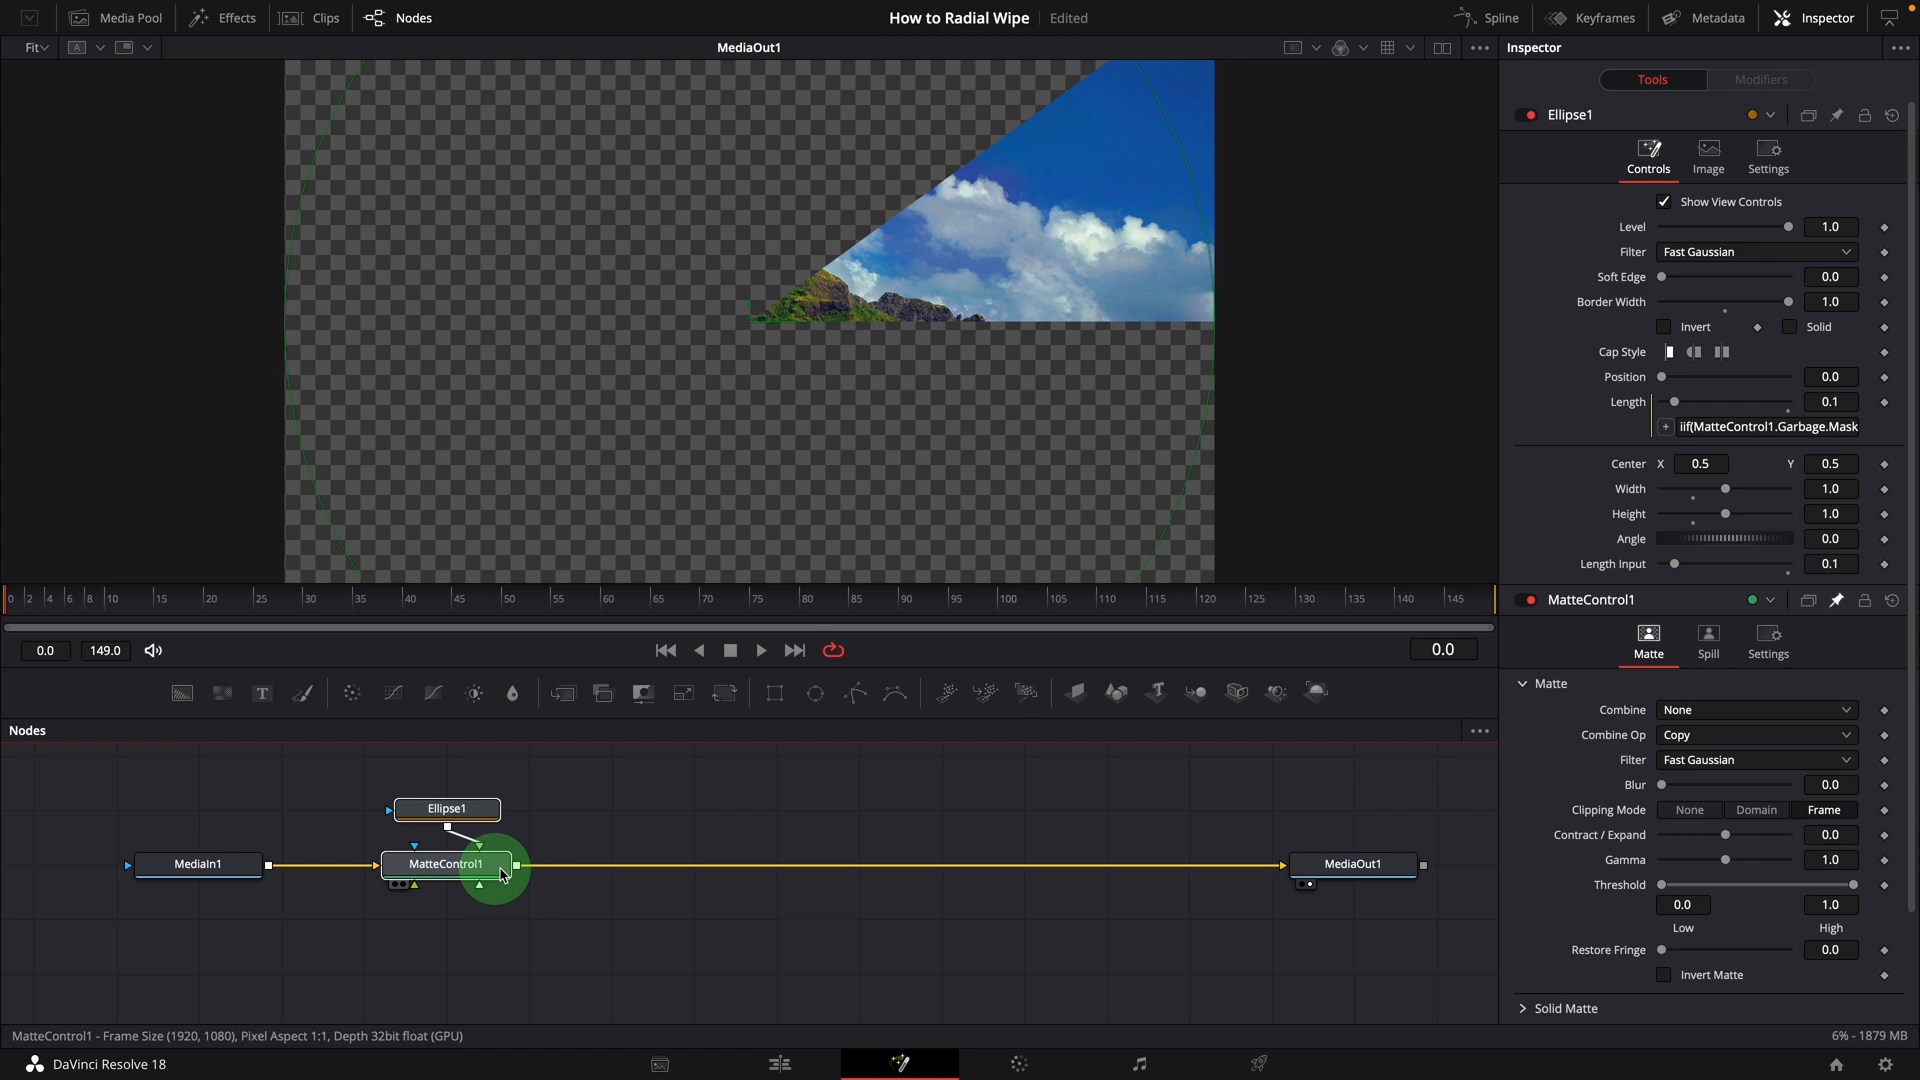 Media Pool Effects Clips Nodes How to Radial Wipe Edited Spline Keyframes Metadata Inspector
Fit A MediaOut1 Inspector
Tools Modifiers
Ellipse1
Controls Image Settings
Show View Controls
Level 1.0
Filter Fast Gaussian
Soft Edge 0.0
Border Width 1.0
Invert Solid
Cap Style
Position 0.0
Length 0.1
+ iif(MatteControl1.Garbage.Mask
Center X 0.5 Y 0.5
Width 1.0
Height 1.0
Angle 0.0
Length Input 0.1
0 2 4 6 8 10 15 20 25 30 35 40 45 50 55 60 65 70 75 80 85 90 95 100 105 110 115 120 125 130 135 140 145
0.0 149.0 0.0
Nodes
Ellipse1
MediaIn1 MatteControl1 MediaOut1
MatteControl1
Matte Spill Settings
Matte
Combine None
Combine Op Copy
Filter Fast Gaussian
Blur 0.0
Clipping Mode None Domain Frame
Contract / Expand 0.0
Gamma 1.0
Threshold
0.0 1.0
Low High
Restore Fringe 0.0
Invert Matte
Solid Matte
MatteControl1 - Frame Size (1920, 1080), Pixel Aspect 1:1, Depth 32bit float (GPU) 6% - 1879 MB
DaVinci Resolve 18